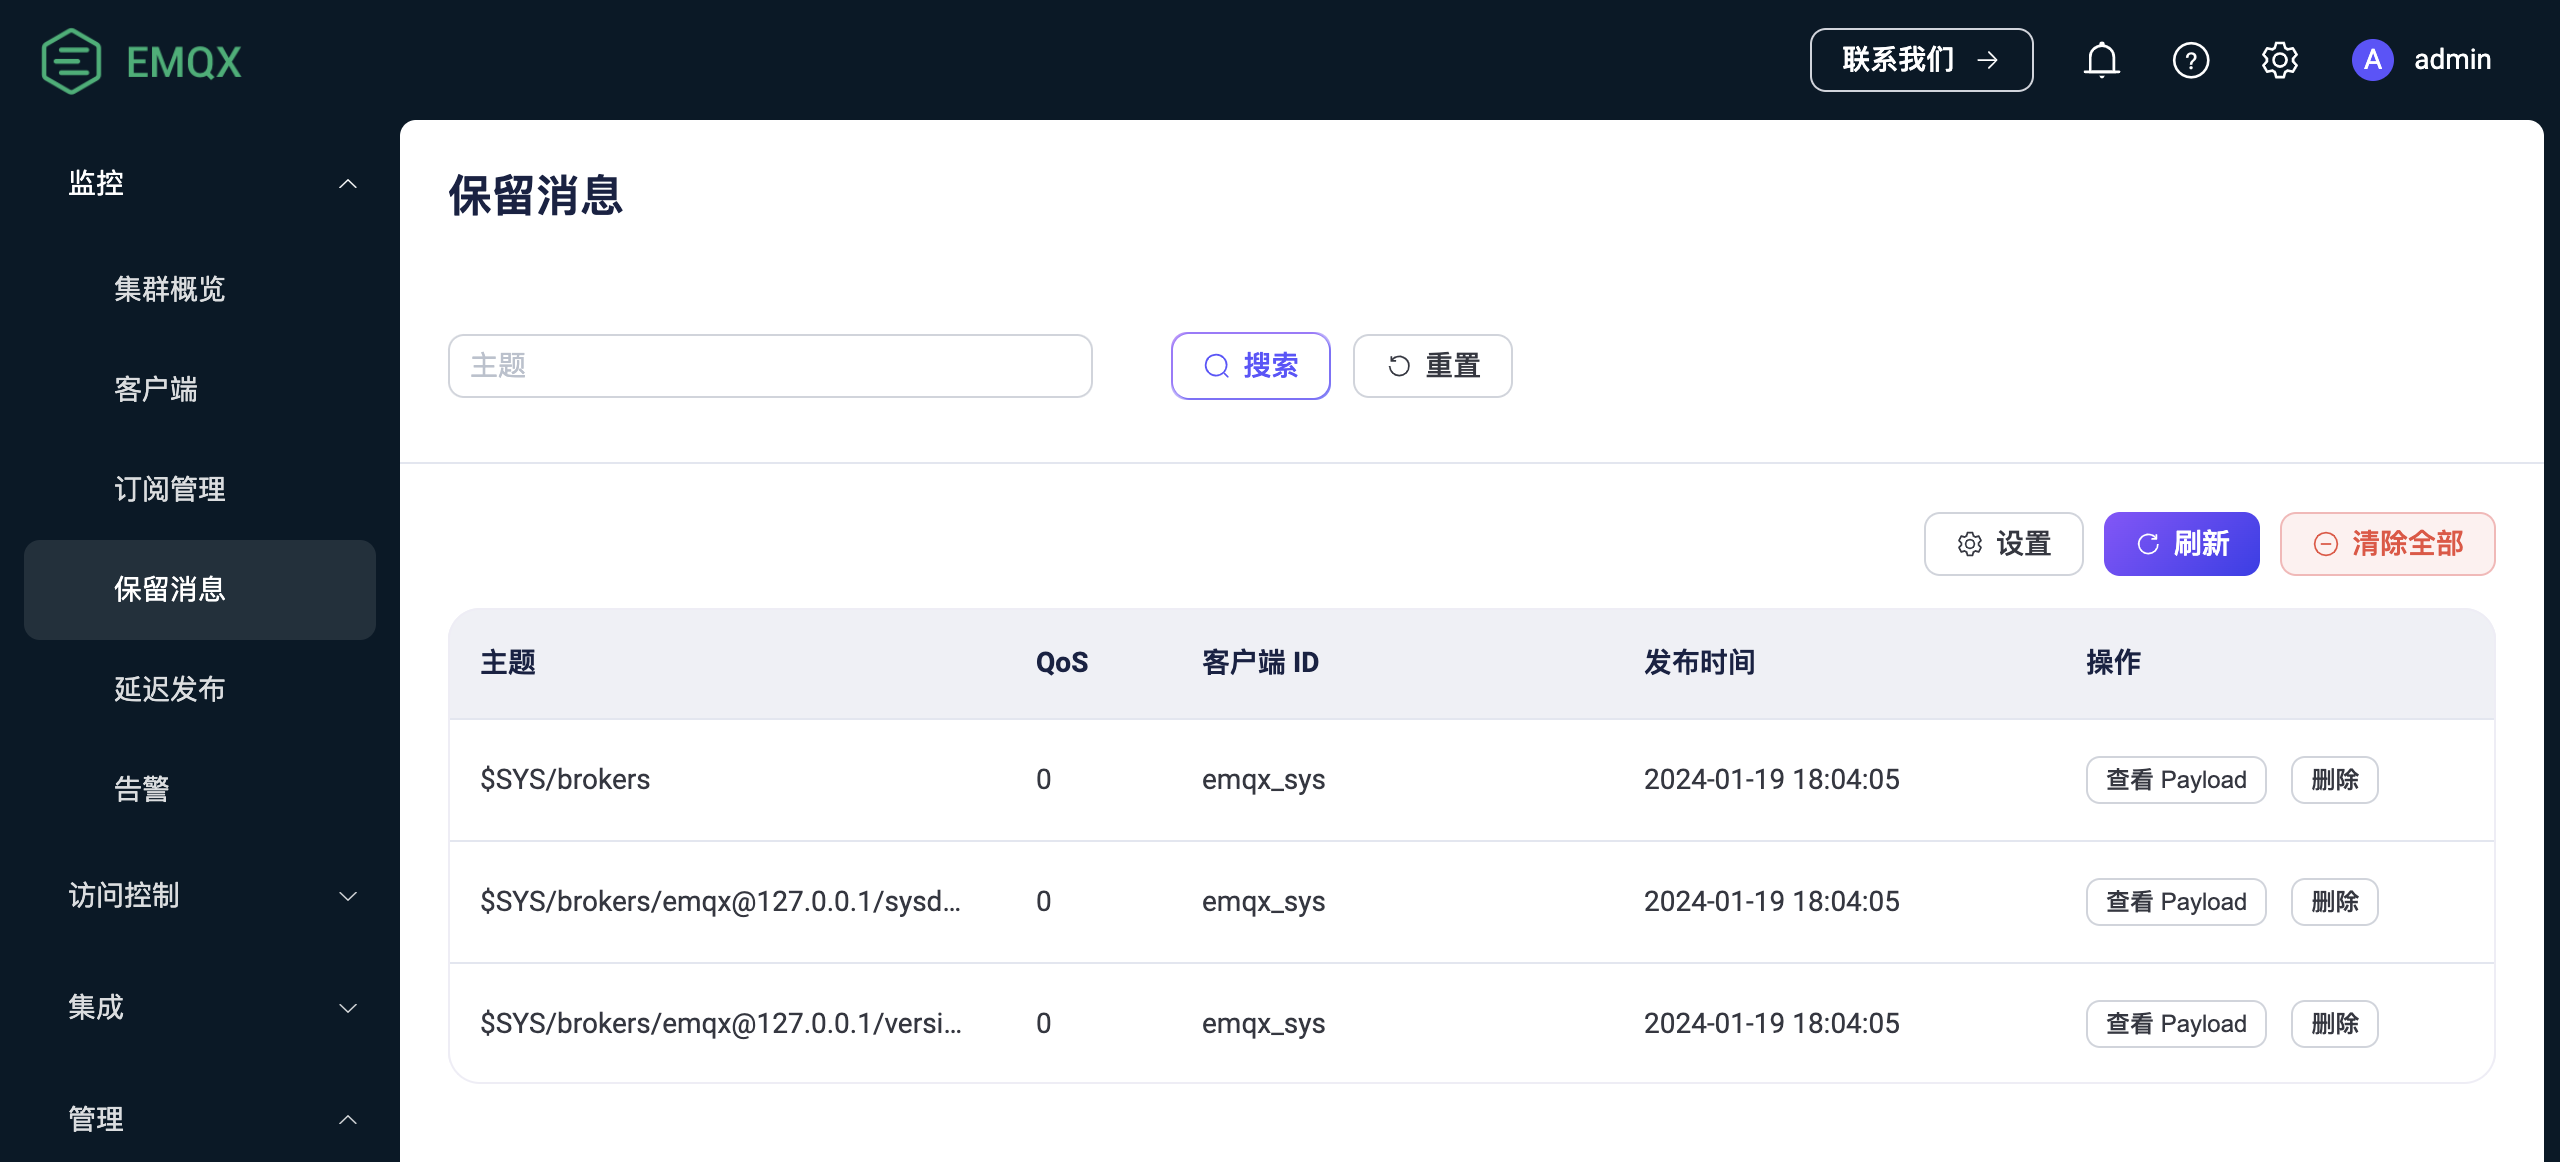 EMQX
联系我们 →
A admin
监控
集群概览
客户端
订阅管理
保留消息
延迟发布
告警
访问控制
集成
管理
保留消息
主题
搜索
重置
设置
刷新
清除全部
主题 QoS 客户端 ID 发布时间 操作
$SYS/brokers 0 emqx_sys 2024-01-19 18:04:05 查看 Payload 删除
$SYS/brokers/emqx@127.0.0.1/sysd... 0 emqx_sys 2024-01-19 18:04:05 查看 Payload 删除
$SYS/brokers/emqx@127.0.0.1/versi... 0 emqx_sys 2024-01-19 18:04:05 查看 Payload 删除